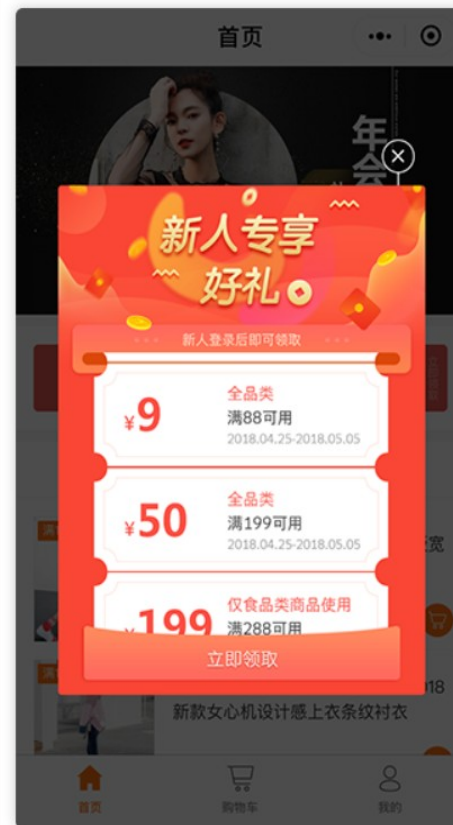 首页
年
会
新人专享
好礼
新人登录后即可领取
¥9
全品类
满88可用
2018.04.25-2018.05.05
¥50
全品类
满199可用
2018.04.25-2018.05.05
宽
199
仅食品类商品使用
满288可用
立即领取
018
新款女心机设计感上衣条纹衬衣
首页
购物车
我的